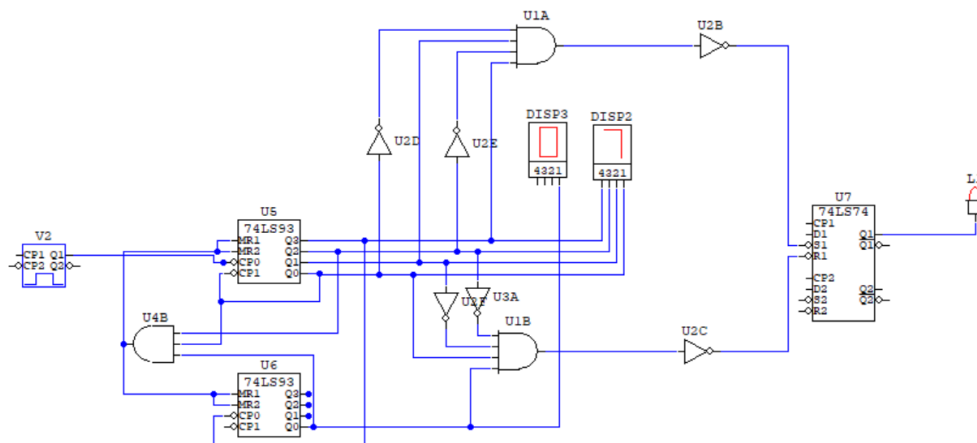 U1A
U2B
DISP3
DISP2
U2D
U2E
4321
4321
U7
74LS74
CP1
D1
S1
R1
CP2
D2
S2
R2
Q1
Q1
Q2
Q2
U5
74LS93
MR1
MR2
CP0
CP1
Q3
Q2
Q1
Q0
V2
CP1
CP2
Q1
Q2
U3A
U1B
U2C
U4B
U6
74LS93
MR1
MR2
CP0
CP1
Q3
Q2
Q1
Q0